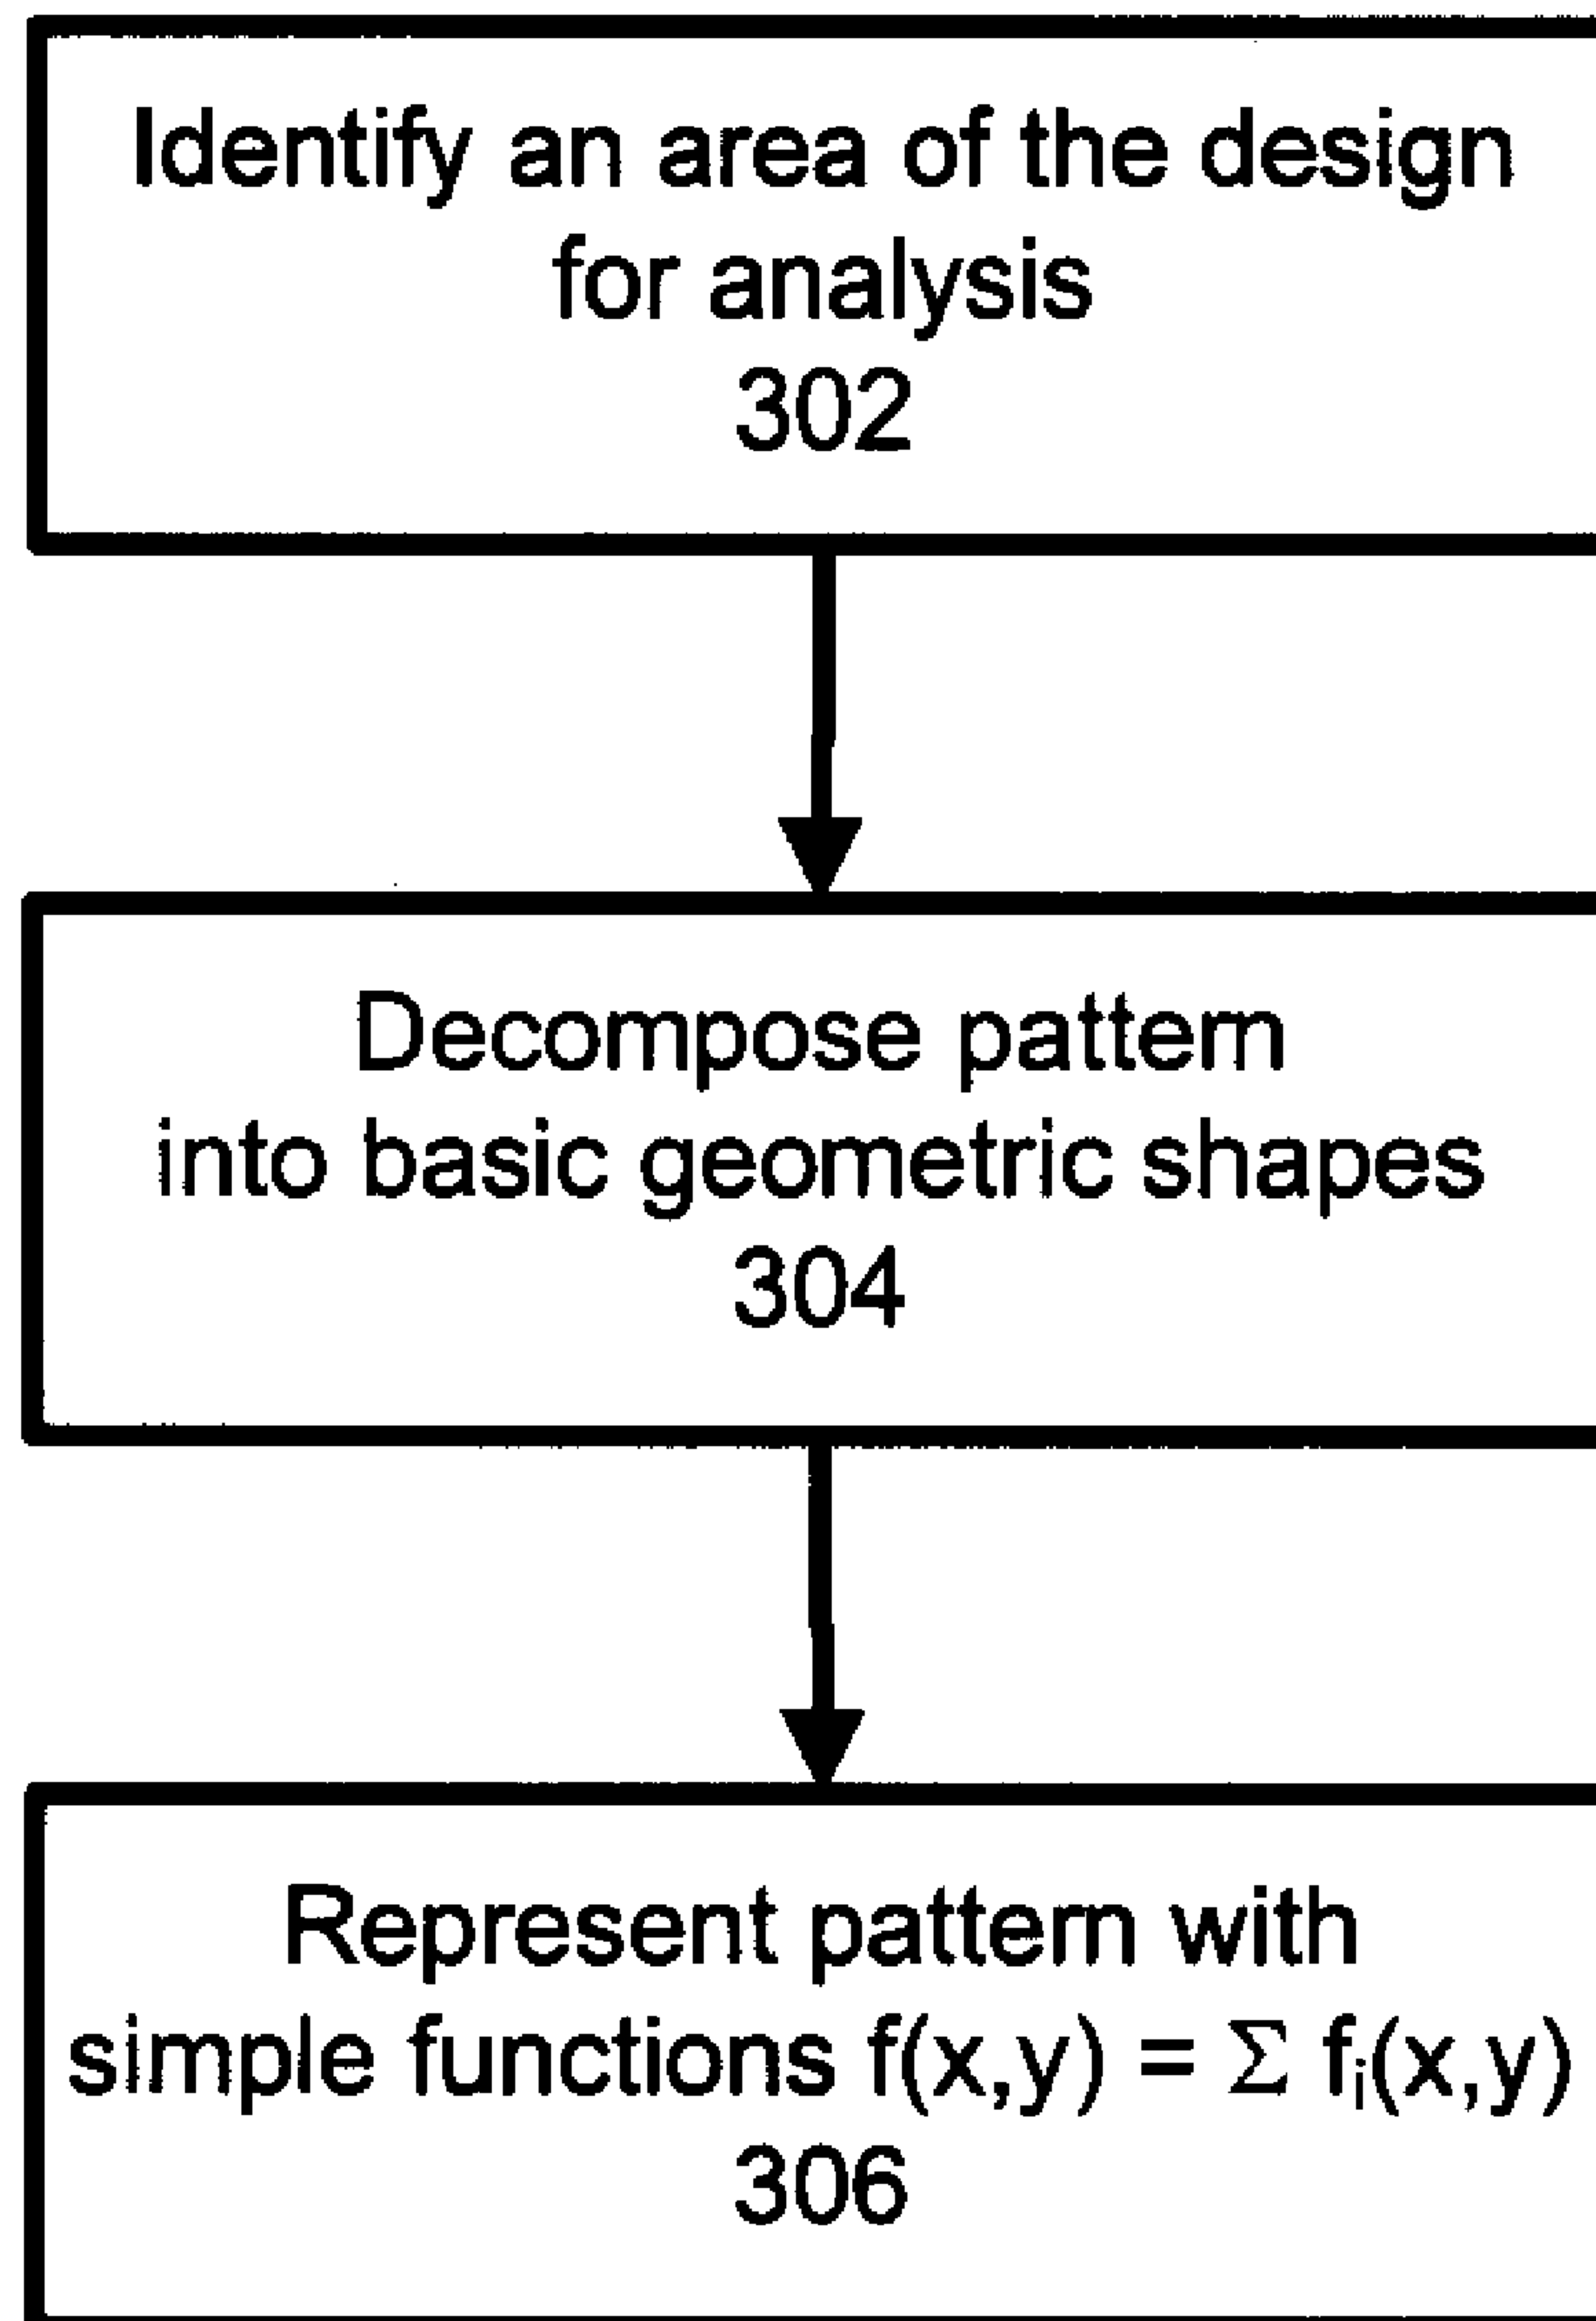 Identify an area of the design
for analysis
302
Decompose pattern
into basic geometric shapes
304
Represent pattern with
simple functions f(x,y) = Σ fᵢ(x,y)
306